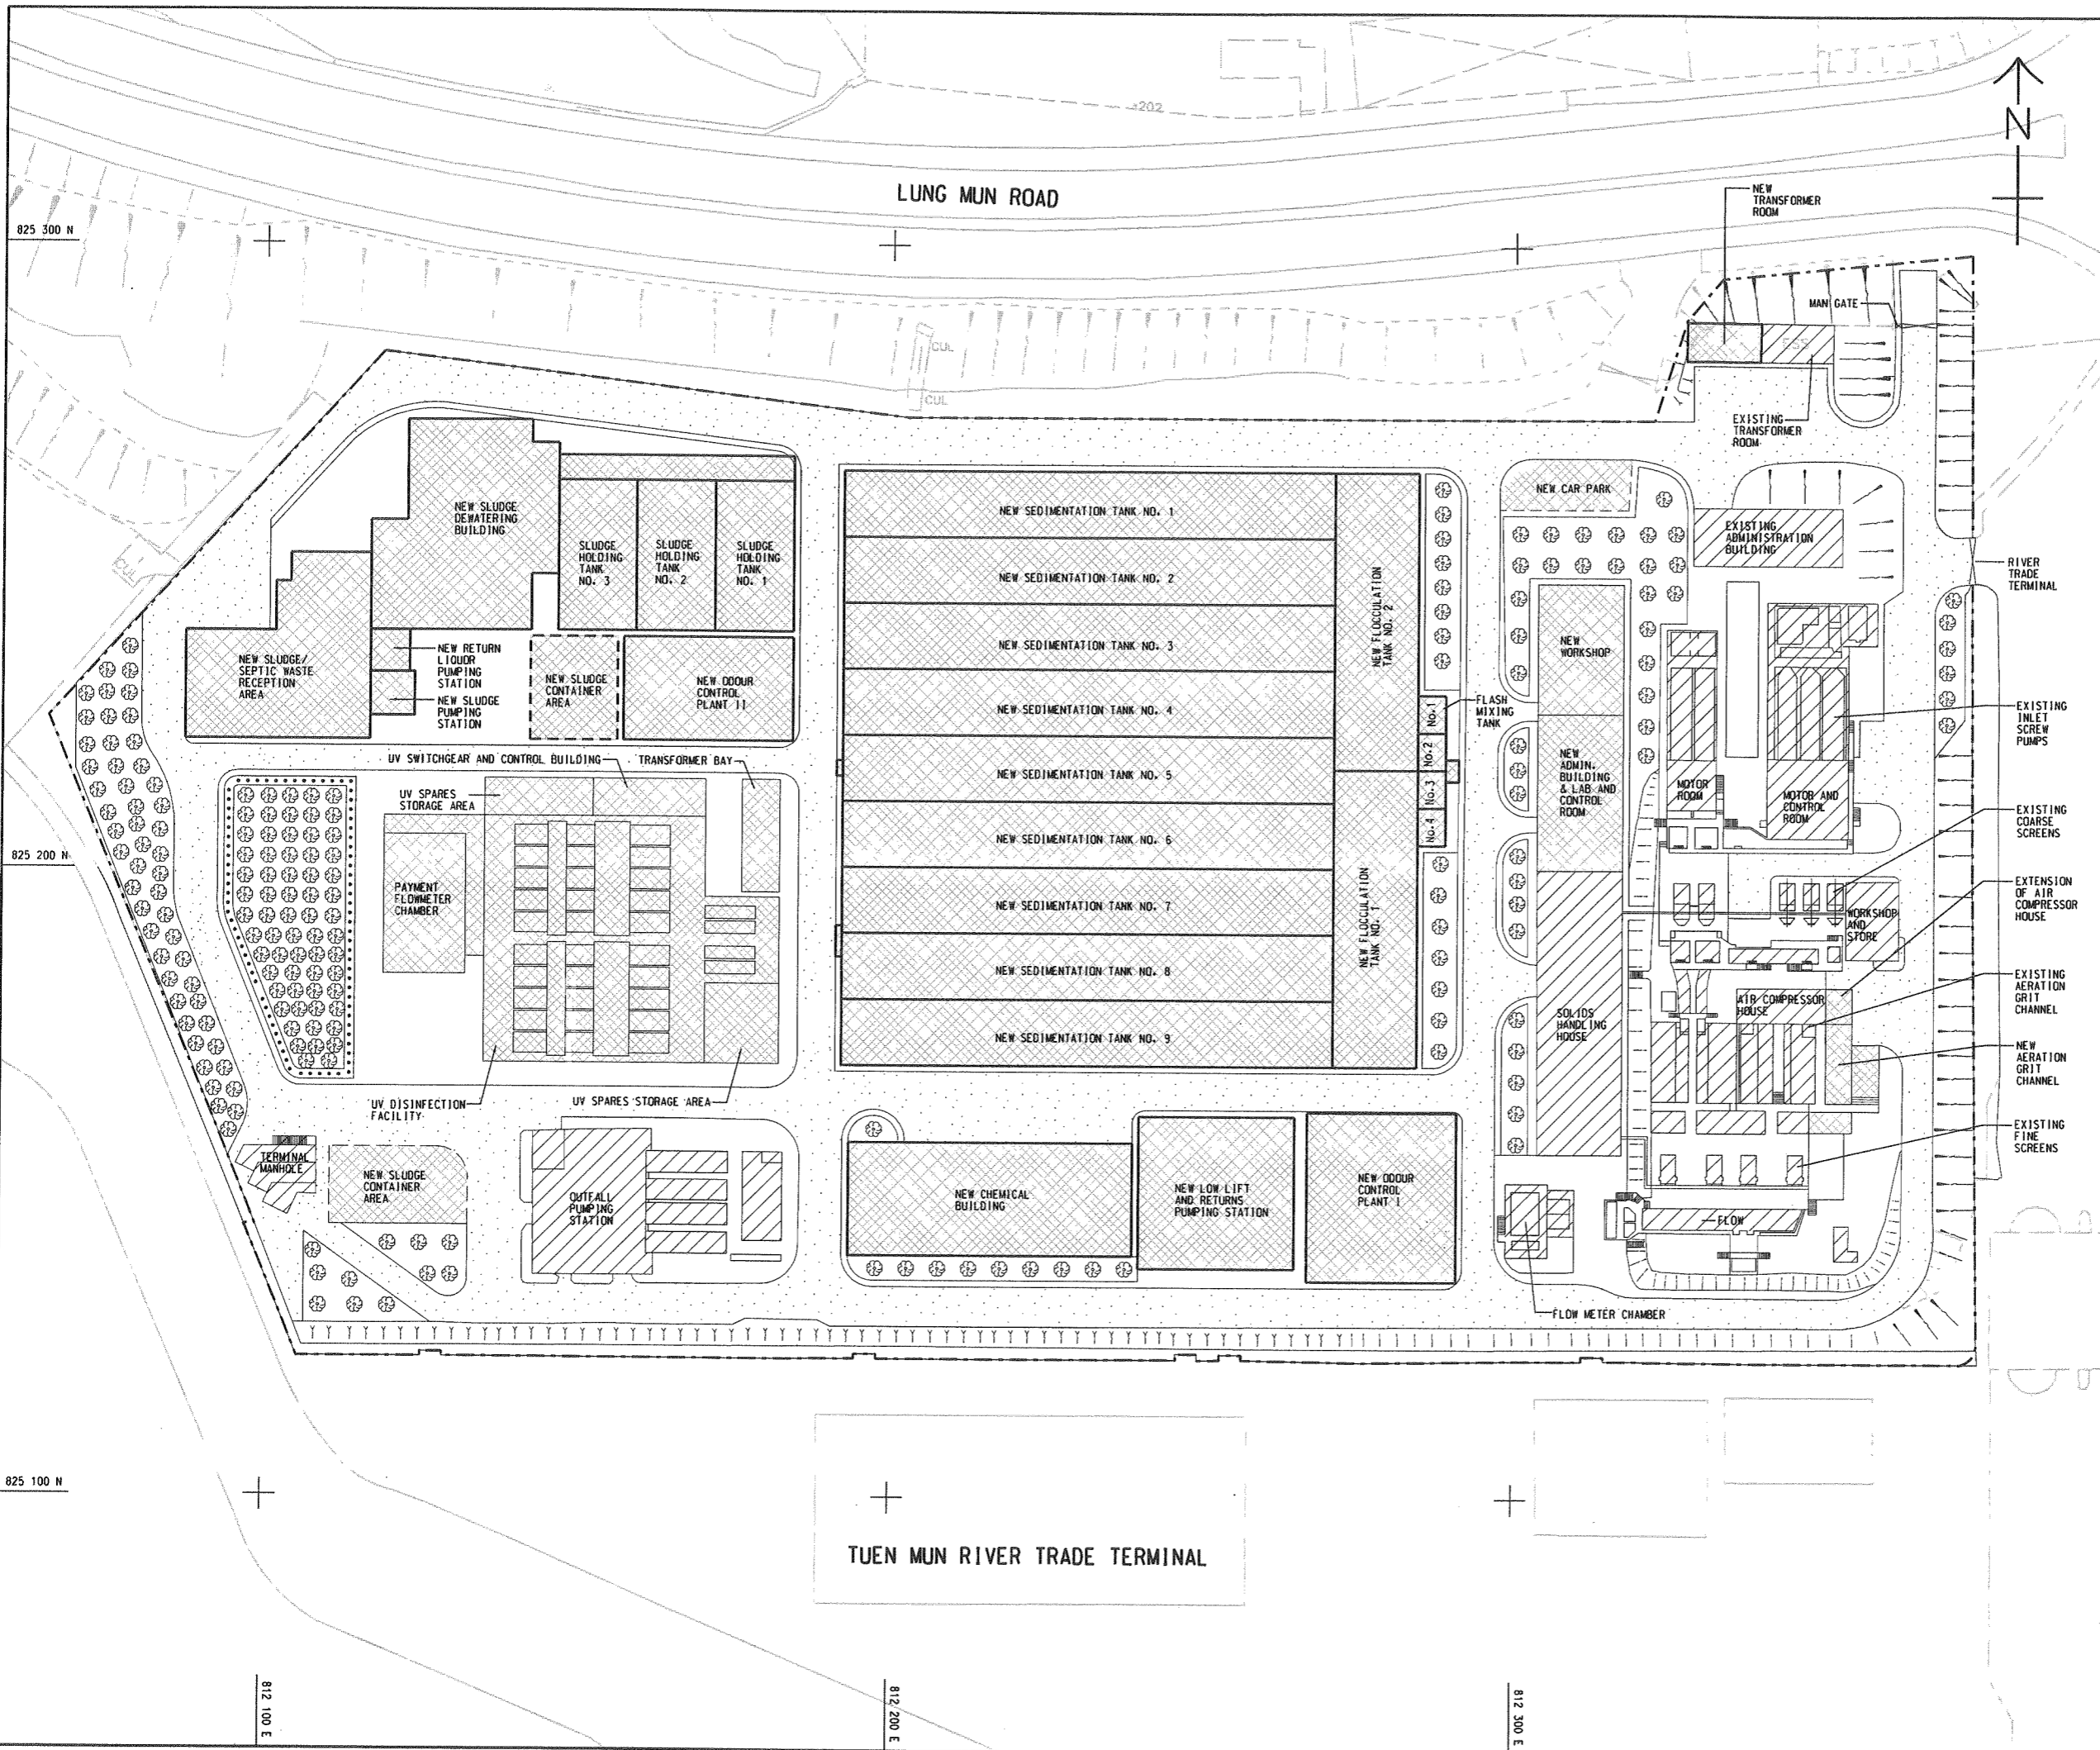 202
N
LUNG MUN ROAD
825 300 N
NEW
TRANSFORMER
ROOM
MAN GATE
FSS
CUL
CUL
EXISTING
TRANSFORMER
ROOM
NEW SLUDGE
DEWATERING
BUILDING
SLUDGE
HOLDING
TANK
NO. 3
SLUDGE
HOLDING
TANK
NO. 2
SLUDGE
HOLDING
TANK
NO. 1
CUL
NEW SLUDGE/
SEPTIC WASTE
RECEPTION
AREA
NEW RETURN
LIQUOR
PUMPING
STATION
NEW SLUDGE
PUMPING
STATION
NEW SLUDGE
CONTAINER
AREA
NEW ODOUR
CONTROL
PLANT II
NEW SEDIMENTATION TANK NO. 1
NEW SEDIMENTATION TANK NO. 2
NEW SEDIMENTATION TANK NO. 3
NEW SEDIMENTATION TANK NO. 4
NEW SEDIMENTATION TANK NO. 5
NEW SEDIMENTATION TANK NO. 6
NEW SEDIMENTATION TANK NO. 7
NEW SEDIMENTATION TANK NO. 8
NEW SEDIMENTATION TANK NO. 9
NEW FLOCCULATION
TANK NO. 2
NEW FLOCCULATION
TANK NO. 1
No.1
No.2
No.3
No.4
FLASH
MIXING
TANK
NEW CAR PARK
EXISTING
ADMINISTRATION
BUILDING
RIVER
TRADE
TERMINAL
NEW
WORKSHOP
NEW
ADMIN.
BUILDING
& LAB AND
CONTROL
ROOM
MOTOR
ROOM
MOTOR AND
CONTROL
ROOM
EXISTING
INLET
SCREW
PUMPS
EXISTING
COARSE
SCREENS
WORKSHOP
AND
STORE
EXTENSION
OF AIR
COMPRESSOR
HOUSE
AIR COMPRESSOR
HOUSE
EXISTING
AERATION
GRIT
CHANNEL
SOLIDS
HANDLING
HOUSE
NEW
AERATION
GRIT
CHANNEL
EXISTING
FINE
SCREENS
FLOW
FLOW METER CHAMBER
UV SWITCHGEAR AND CONTROL BUILDING
TRANSFORMER BAY
UV SPARES
STORAGE AREA
825 200 N
PAYMENT
FLOWMETER
CHAMBER
UV DISINFECTION
FACILITY
UV SPARES STORAGE AREA
TERMINAL
MANHOLE
NEW SLUDGE
CONTAINER
AREA
OUTFALL
PUMPING
STATION
NEW CHEMICAL
BUILDING
NEW LOW LIFT
AND RETURNS
PUMPING STATION
NEW ODOUR
CONTROL
PLANT I
825 100 N
TUEN MUN RIVER TRADE TERMINAL
812 100 E
812 200 E
812 300 E